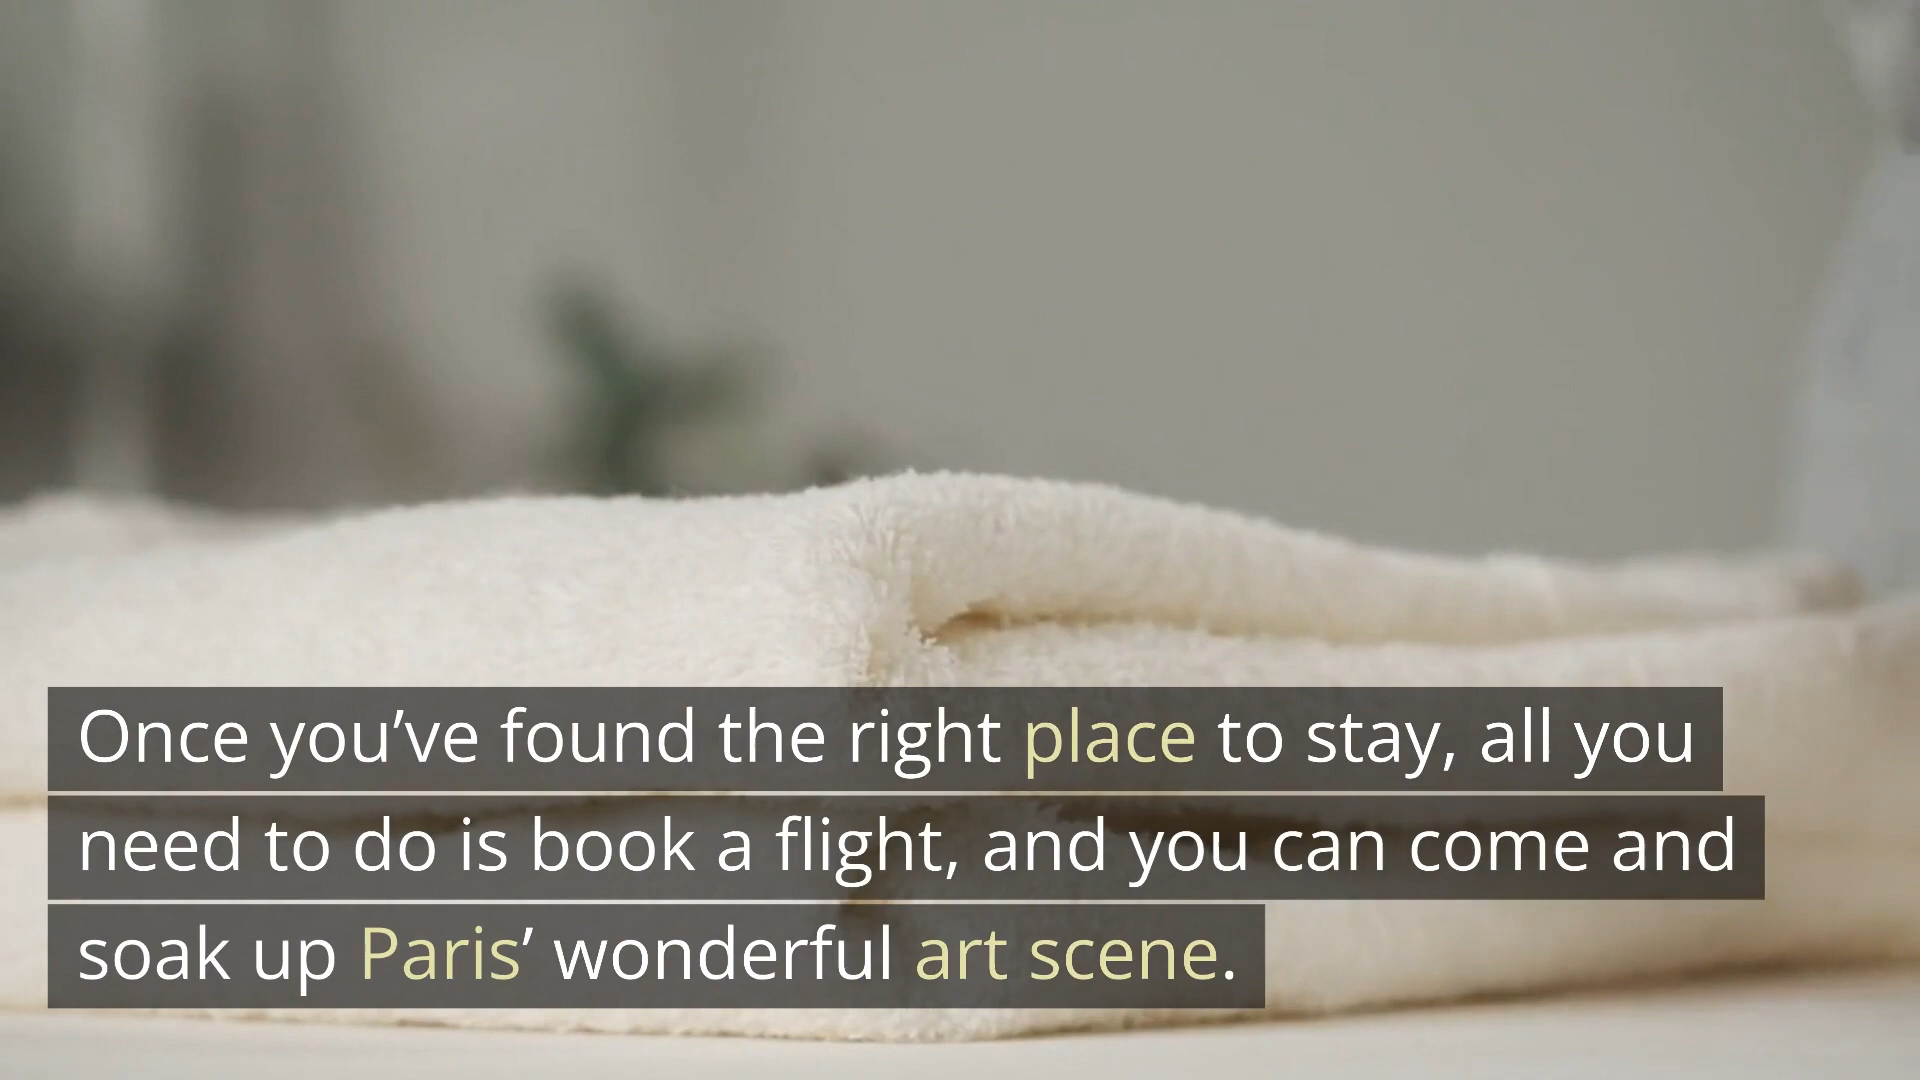 Once you’ve found the right place to stay, all you
need to do is book a flight, and you can come and
soak up Paris’ wonderful art scene.